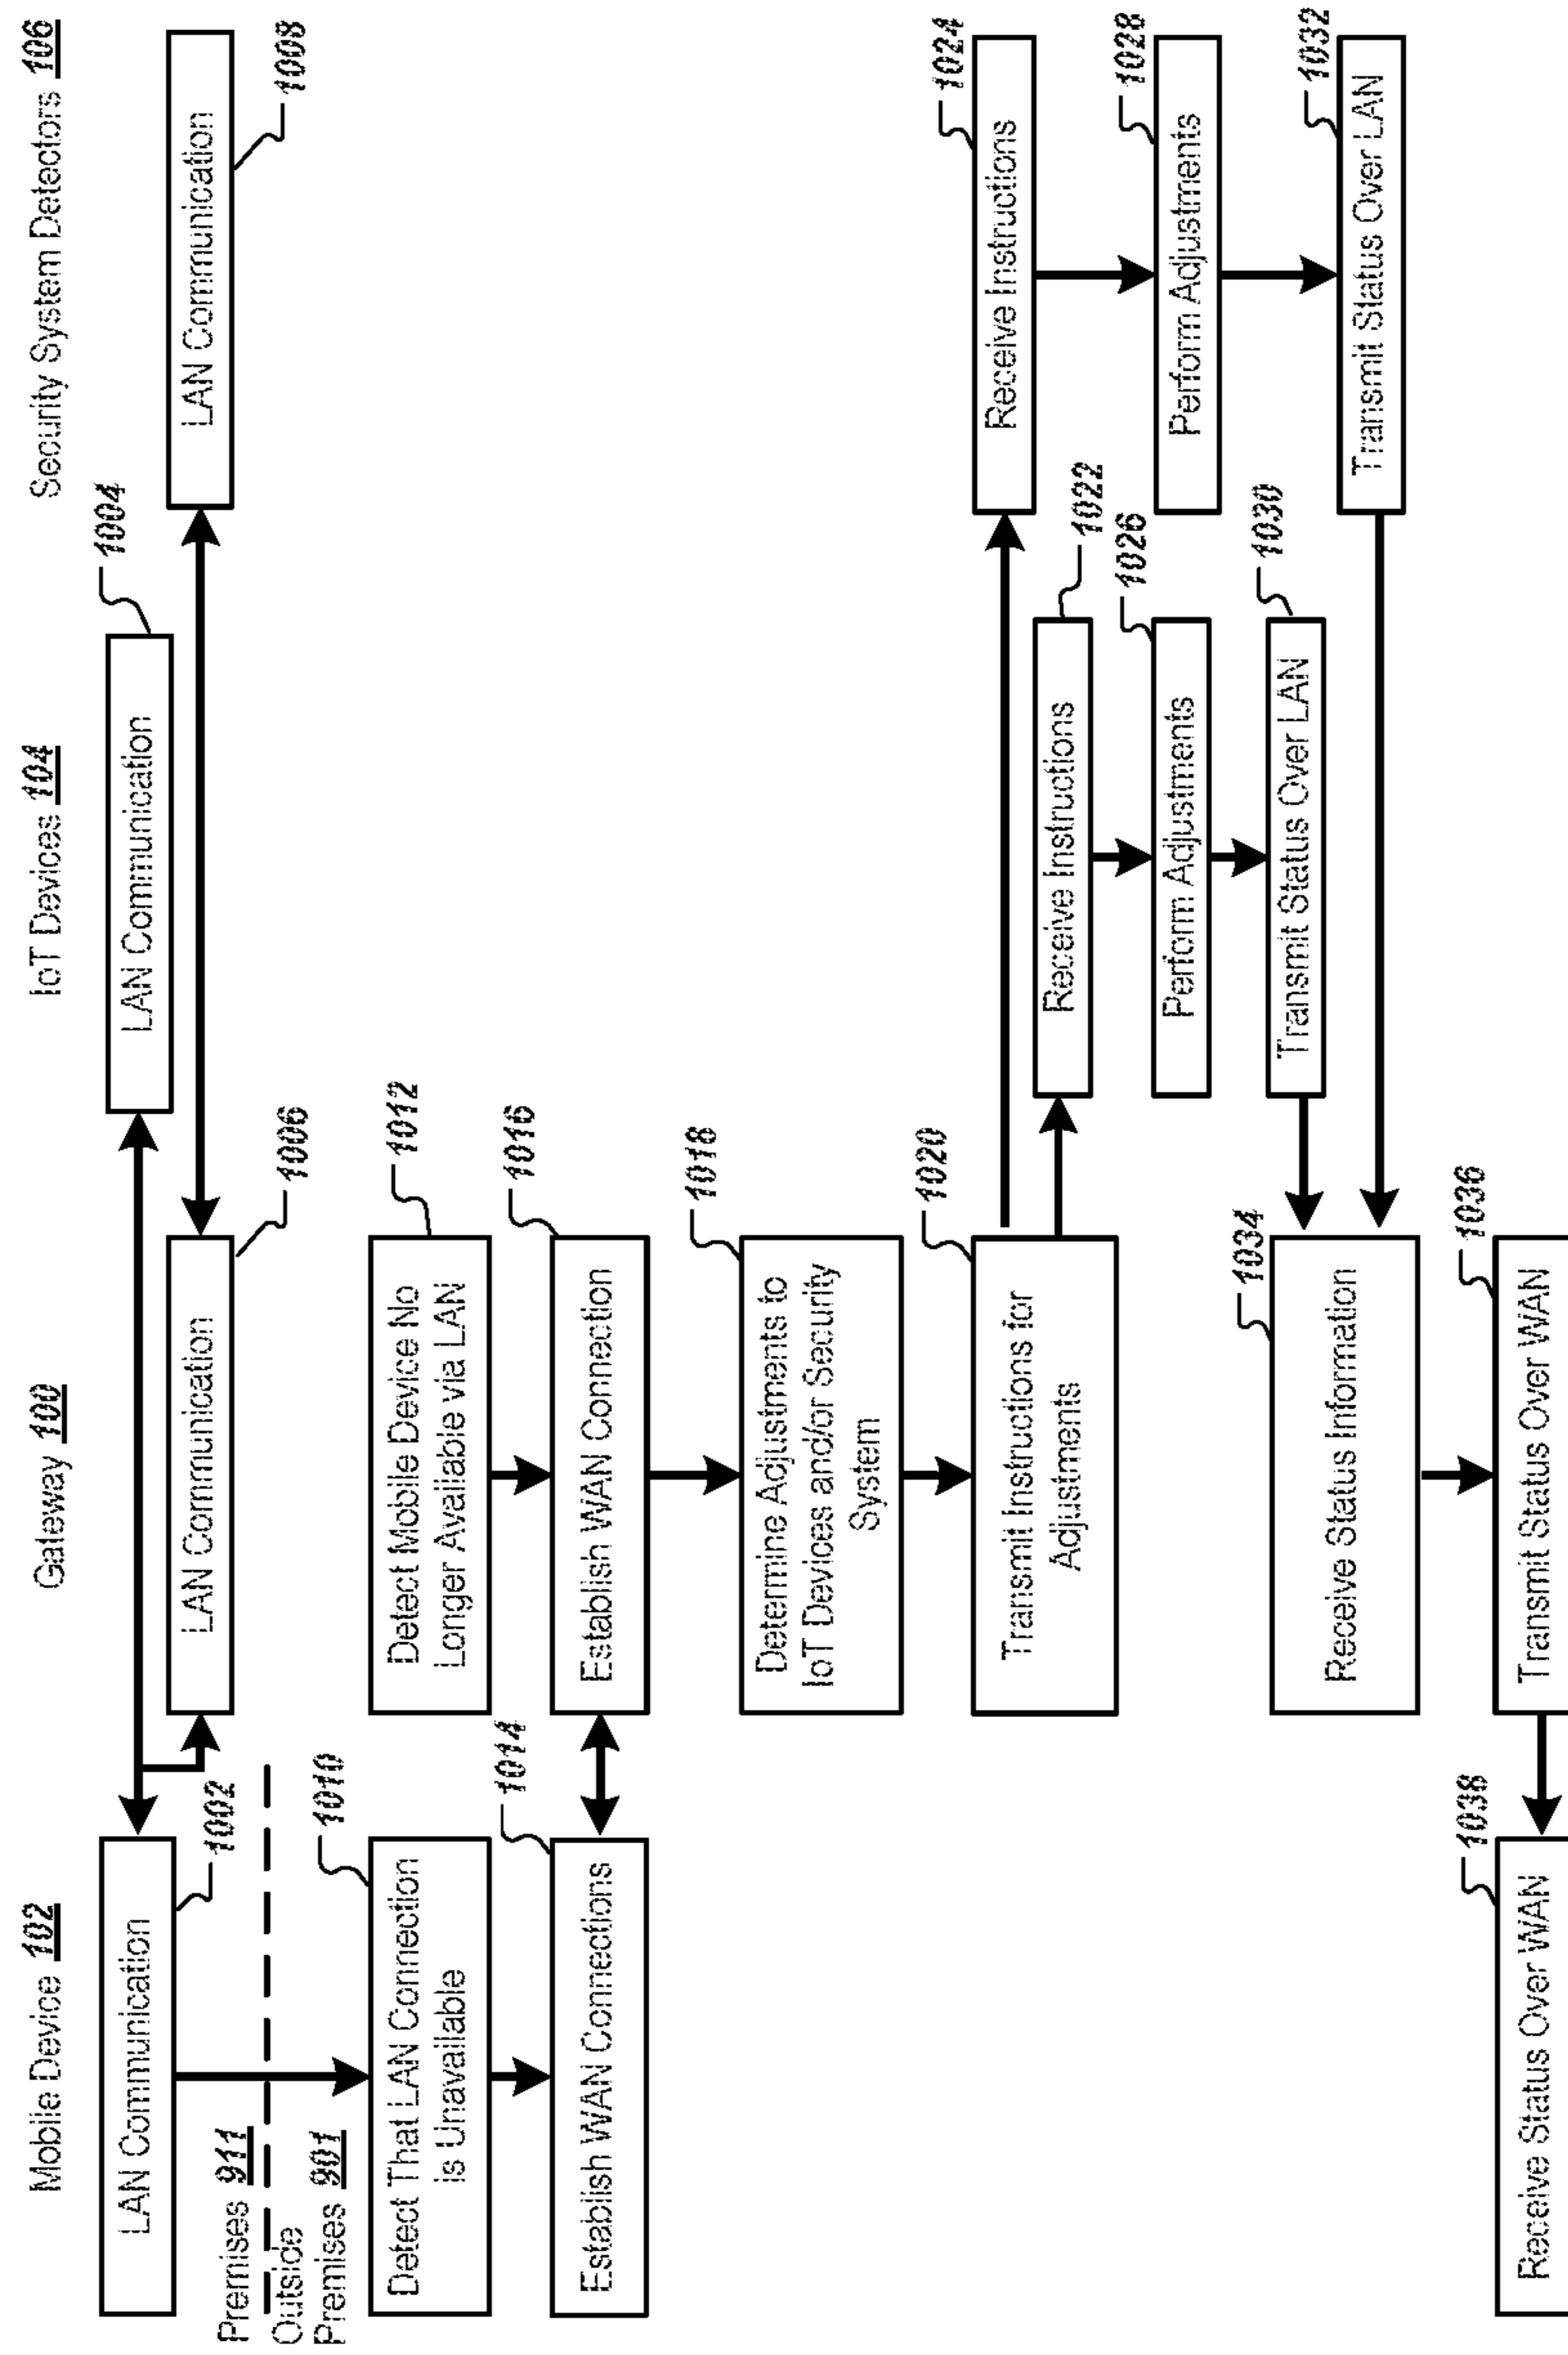 Mobile Device 102
Gateway 100
IoT Devices 104
Security System Detectors 106
LAN Communication
1002
LAN Communication
1004
LAN Communication
1006
LAN Communication
1008
Premises 911
Outside
Premises 901
Detect That LAN Connection
is Unavailable
1010
Detect Mobile Device No
Longer Available via LAN
1012
Establish WAN Connections
1014
Establish WAN Connection
1016
Determine Adjustments to
IoT Devices and/or Security
System
1018
Transmit Instructions for
Adjustments
1020
Receive Instructions
1022
Receive Instructions
1024
Perform Adjustments
1026
Perform Adjustments
1028
Transmit Status Over LAN
1030
Transmit Status Over LAN
1032
Receive Status Information
1034
Transmit Status Over WAN
1036
Receive Status Over WAN
1038